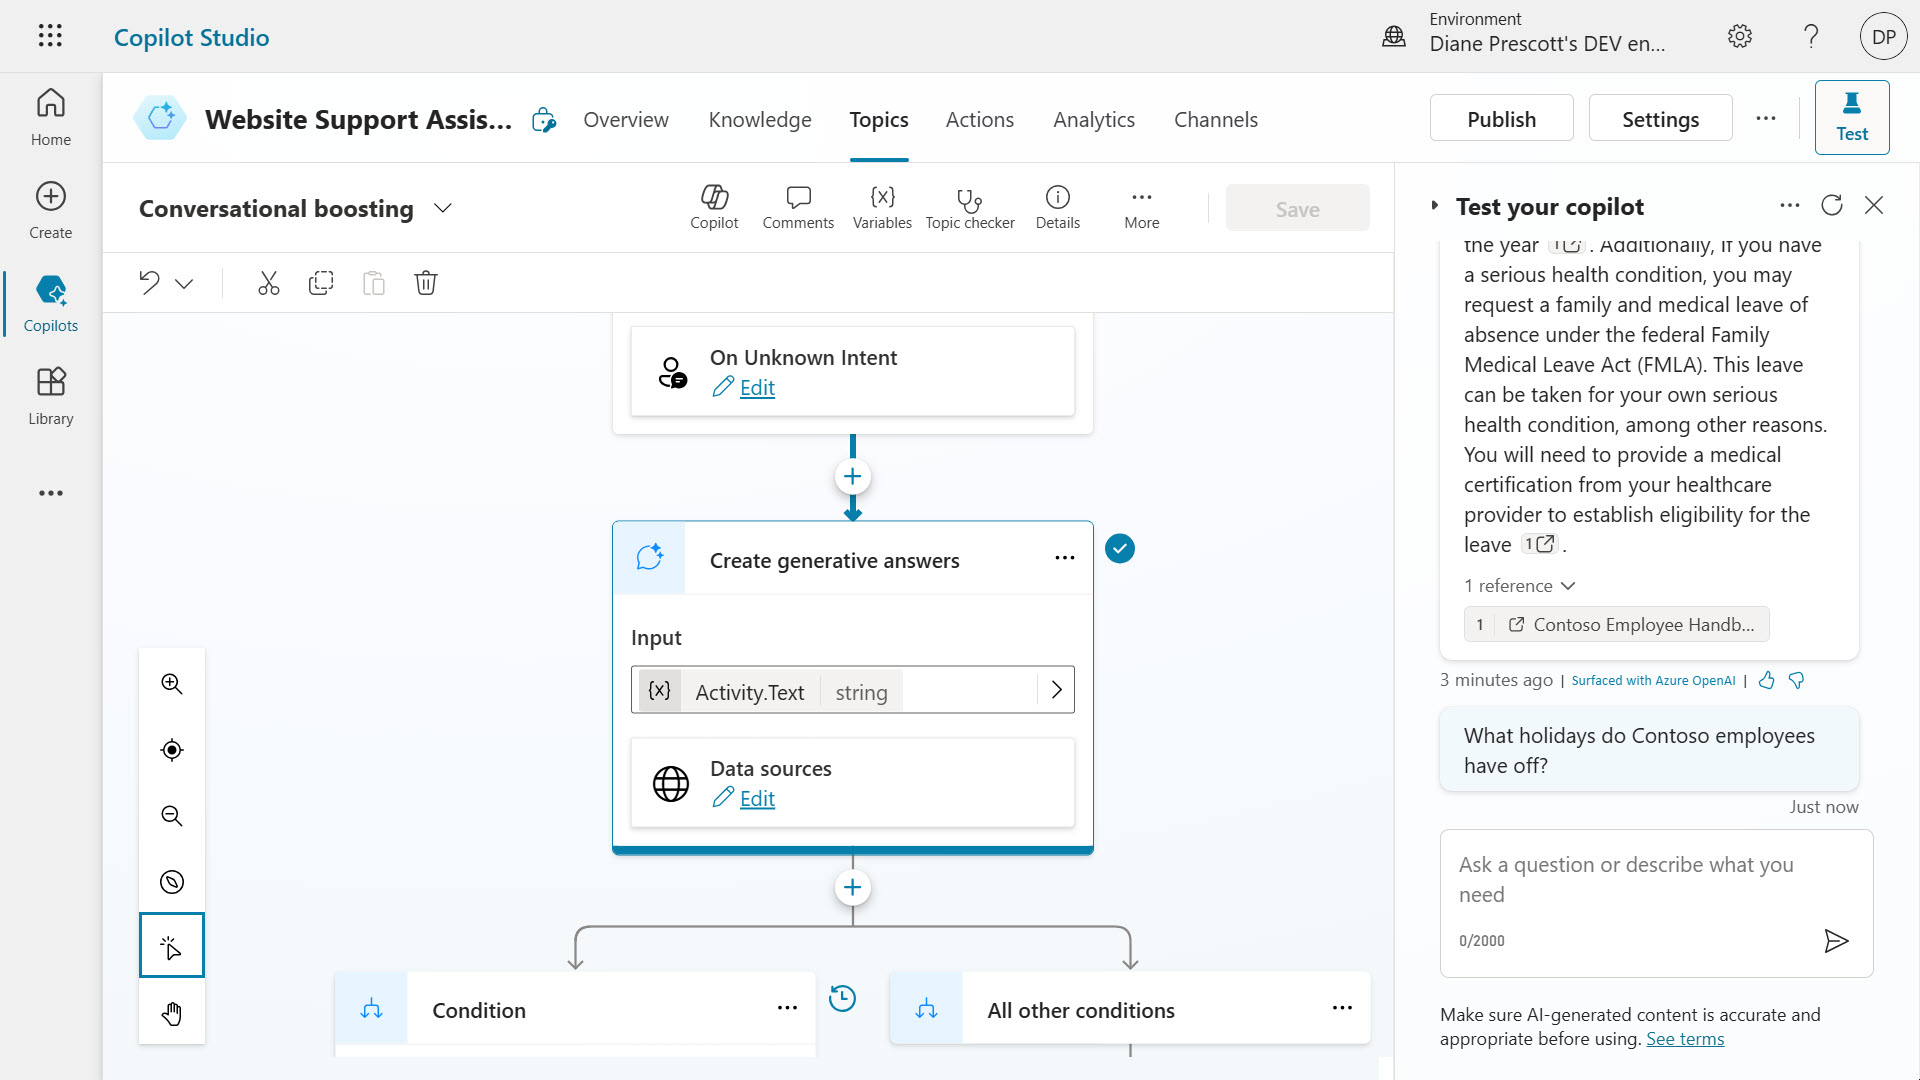 Copilot Studio
Environment
Diane Prescott's DEV en...
DP
Home
Create
Copilots
Library
Website Support Assis...
Overview
Knowledge
Topics
Actions
Analytics
Channels
Publish
Settings
Test
Conversational boosting
Copilot
Comments
{x}
Variables
Topic checker
Details
More
Save
On Unknown Intent
Edit
Create generative answers
Input
{x} Activity.Text string
Data sources
Edit
Condition
All other conditions
Test your copilot
the year 1 . Additionally, if you have
a serious health condition, you may
request a family and medical leave of
absence under the federal Family
Medical Leave Act (FMLA). This leave
can be taken for your own serious
health condition, among other reasons.
You will need to provide a medical
certification from your healthcare
provider to establish eligibility for the
leave 1 .
1 reference
1 Contoso Employee Handb...
3 minutes ago | Surfaced with Azure OpenAI |
What holidays do Contoso employees
have off?
Just now
Ask a question or describe what you
need
0/2000
Make sure AI-generated content is accurate and
appropriate before using. See terms